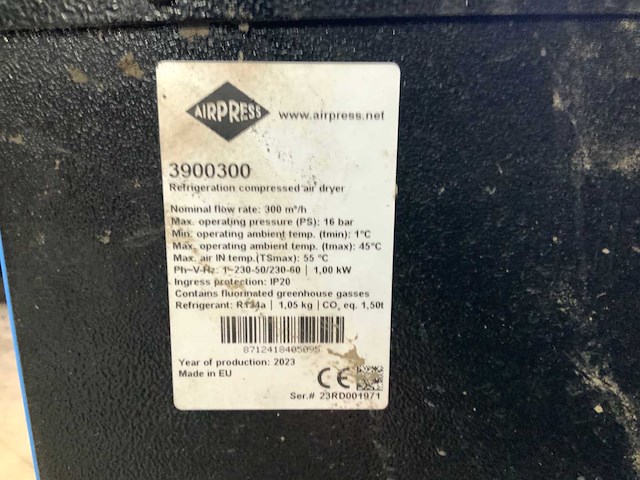 AIRPRESS
www.airpress.net
3900300
Refrigeration compressed air dryer
Nominal flow rate: 300 m³/h
Max. operating pressure (PS): 16 bar
Min. operating ambient temp. (tmin): 1°C
Max. operating ambient temp. (tmax): 45°C
Max. air IN temp.(TSmax): 55 °C
Ph~V-Hz: 1~230-50/230-60 | 1,00 kW
Ingress protection: IP20
Contains fluorinated greenhouse gasses
Refrigerant: R134a | 1,05 kg | CO₂ eq. 1,50t
8712418405095
Year of production: 2023
Made in EU
CE
Ser.# 23RD001971